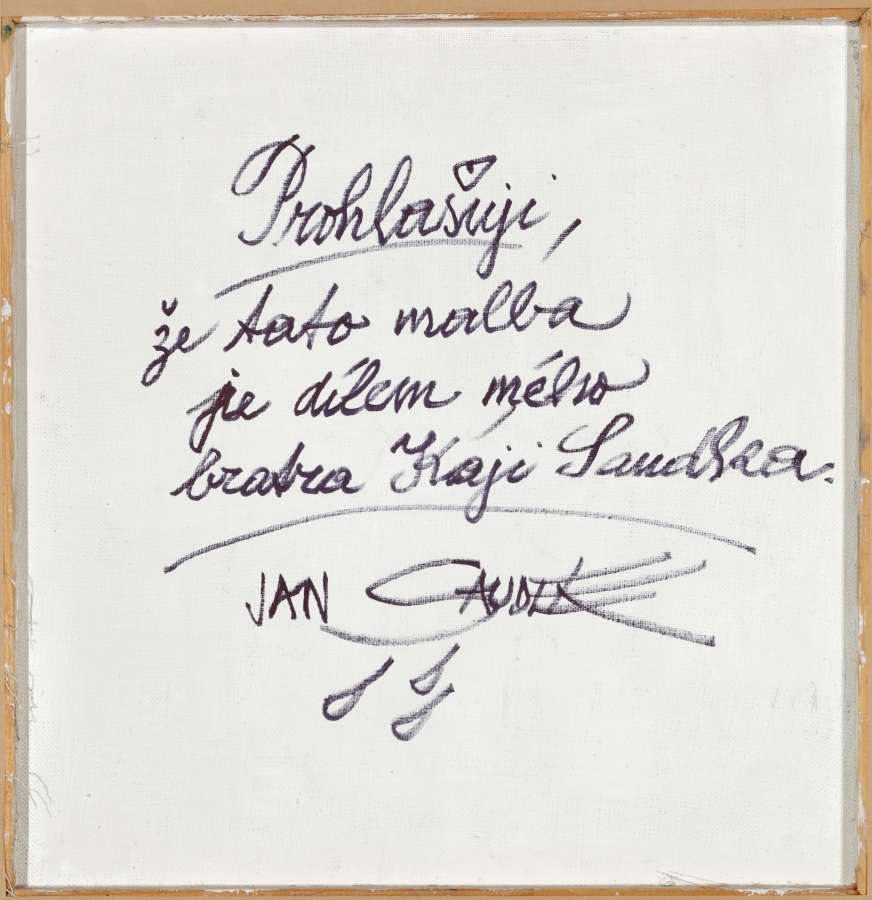 Prohlašuji,
že tato malba
je dílem mého
bratra Káji Saudka.
JAN SAUDEK